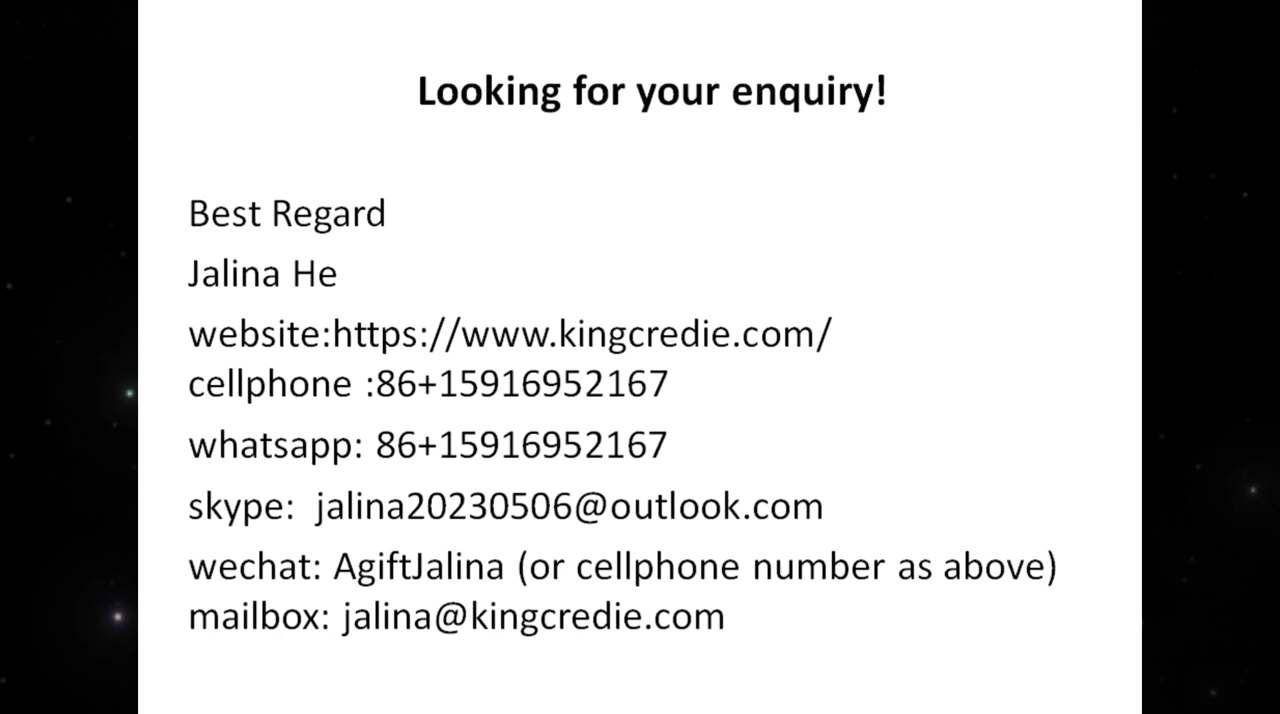 Looking for your enquiry!
Best Regard
Jalina He
website:https://www.kingcredie.com/
cellphone :86+15916952167
whatsapp: 86+15916952167
skype:  jalina20230506@outlook.com
wechat: AgiftJalina (or cellphone number as above)
mailbox: jalina@kingcredie.com